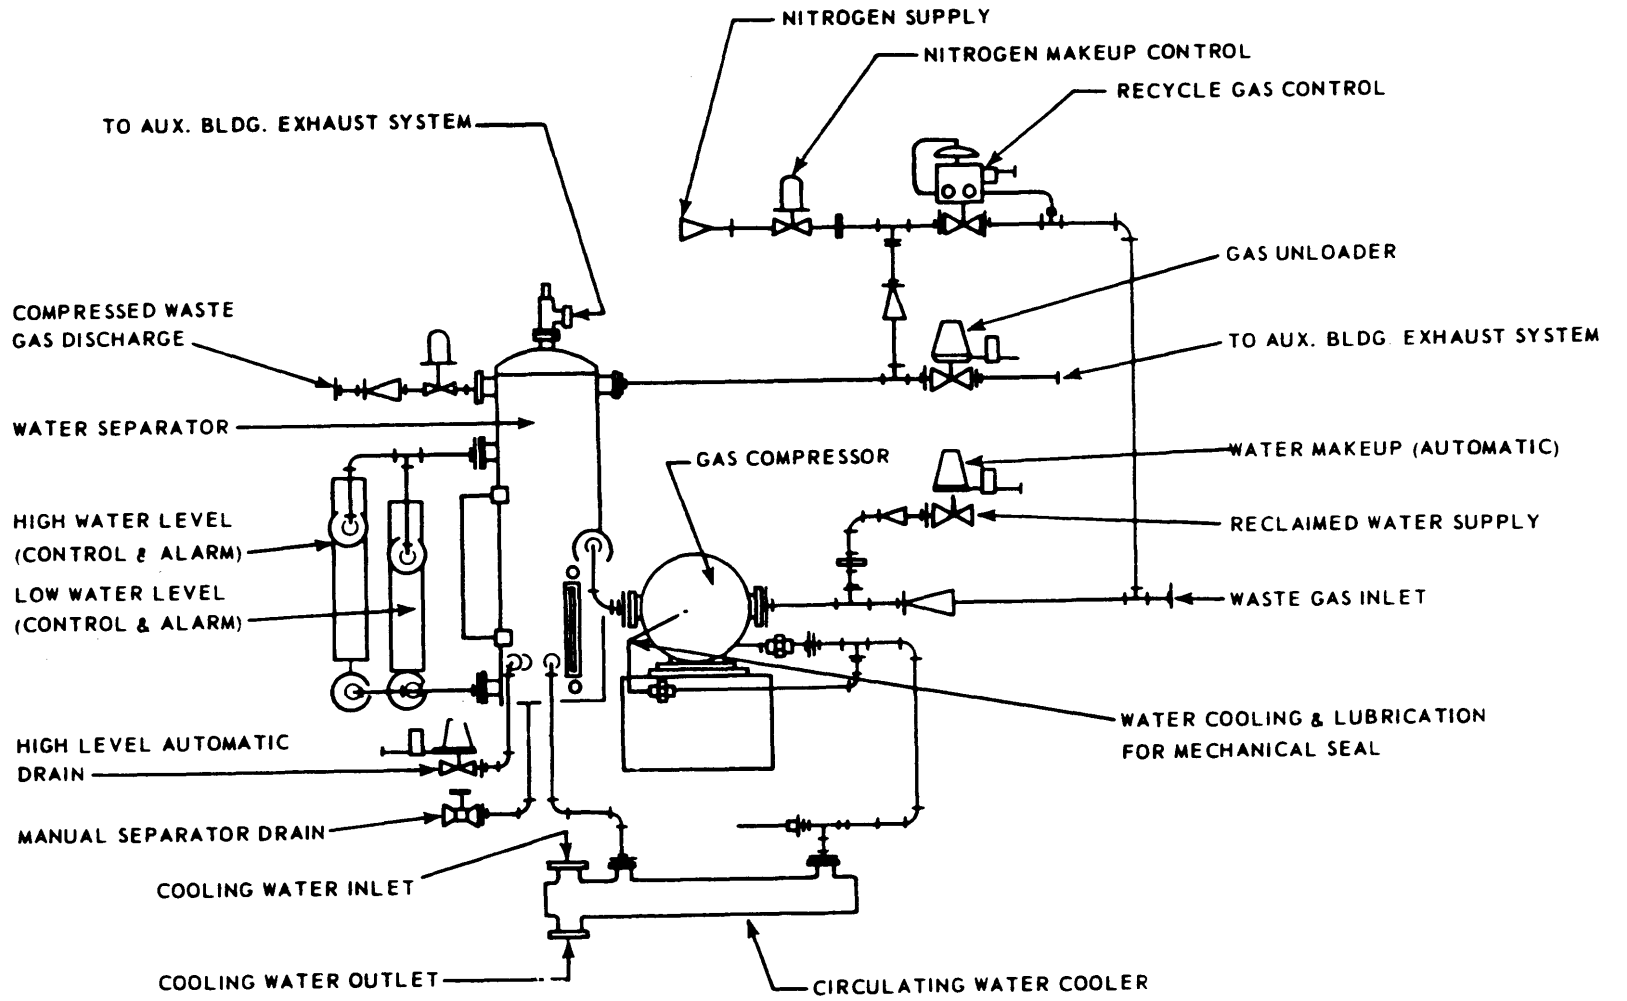 NITROGEN SUPPLY
NITROGEN MAKEUP CONTROL
RECYCLE GAS CONTROL
TO AUX. BLDG. EXHAUST SYSTEM
GAS UNLOADER
COMPRESSED WASTE
GAS DISCHARGE
TO AUX. BLDG. EXHAUST SYSTEM
WATER SEPARATOR
GAS COMPRESSOR
WATER MAKEUP (AUTOMATIC)
HIGH WATER LEVEL
(CONTROL & ALARM)
RECLAIMED WATER SUPPLY
LOW WATER LEVEL
(CONTROL & ALARM)
WASTE GAS INLET
WATER COOLING & LUBRICATION
FOR MECHANICAL SEAL
HIGH LEVEL AUTOMATIC
DRAIN
MANUAL SEPARATOR DRAIN
COOLING WATER INLET
COOLING WATER OUTLET
CIRCULATING WATER COOLER